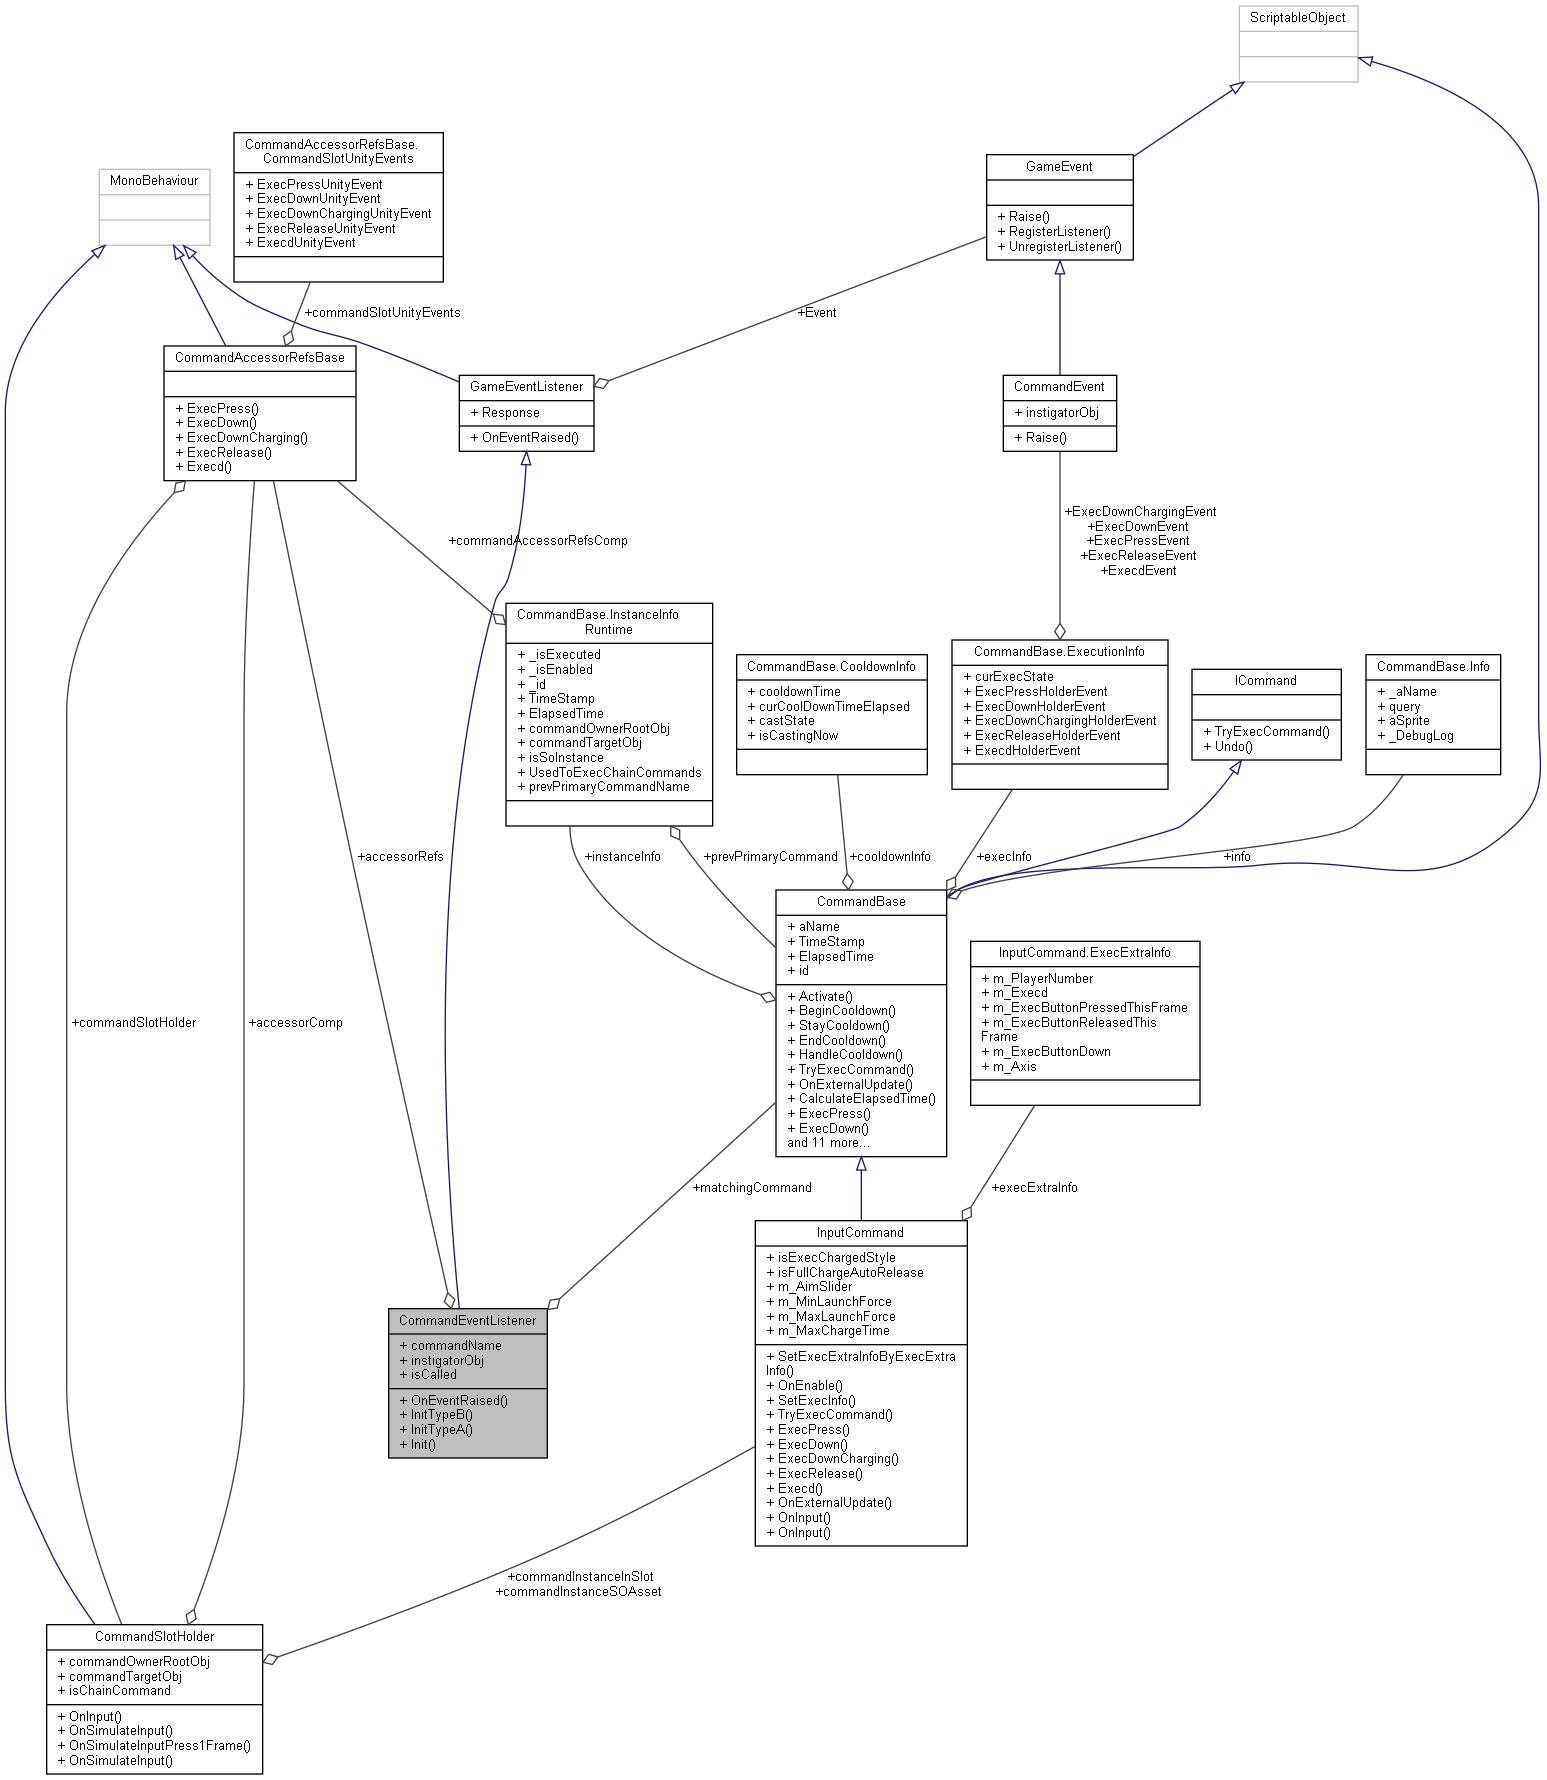 ScriptableObject
CommandAccessorRefsBase.
CommandSlotUnityEvents
+ ExecPressUnityEvent
+ ExecDownUnityEvent
+ ExecDownChargingUnityEvent
+ ExecReleaseUnityEvent
+ ExecdUnityEvent
MonoBehaviour
GameEvent
+ Raise()
+ RegisterListener()
+ UnregisterListener()
+commandSlotUnityEvents
+Event
CommandAccessorRefsBase
+ ExecPress()
+ ExecDown()
+ ExecDownCharging()
+ ExecRelease()
+ Execd()
GameEventListener
+ Response
+ OnEventRaised()
CommandEvent
+ instigatorObj
+ Raise()
+commandAccessorRefsComp
+ExecDownChargingEvent
+ExecDownEvent
+ExecPressEvent
+ExecReleaseEvent
+ExecdEvent
CommandBase.InstanceInfo
Runtime
+ _isExecuted
+ _isEnabled
+ _id
+ TimeStamp
+ ElapsedTime
+ commandOwnerRootObj
+ commandTargetObj
+ isSoInstance
+ UsedToExecChainCommands
+ prevPrimaryCommandName
CommandBase.CooldownInfo
+ cooldownTime
+ curCoolDownTimeElapsed
+ castState
+ isCastingNow
CommandBase.ExecutionInfo
+ curExecState
+ ExecPressHolderEvent
+ ExecDownHolderEvent
+ ExecDownChargingHolderEvent
+ ExecReleaseHolderEvent
+ ExecdHolderEvent
ICommand
+ TryExecCommand()
+ Undo()
CommandBase.Info
+ _aName
+ query
+ aSprite
+ _DebugLog
+accessorRefs
+instanceInfo
+prevPrimaryCommand
+cooldownInfo
+execInfo
+info
CommandBase
+ aName
+ TimeStamp
+ ElapsedTime
+ id
+ Activate()
+ BeginCooldown()
+ StayCooldown()
+ EndCooldown()
+ HandleCooldown()
+ TryExecCommand()
+ OnExternalUpdate()
+ CalculateElapsedTime()
+ ExecPress()
+ ExecDown()
and 11 more...
InputCommand.ExecExtraInfo
+ m_PlayerNumber
+ m_Execd
+ m_ExecButtonPressedThisFrame
+ m_ExecButtonReleasedThis
Frame
+ m_ExecButtonDown
+ m_Axis
+commandSlotHolder
+accessorComp
+matchingCommand
+execExtraInfo
InputCommand
+ isExecChargedStyle
+ isFullChargeAutoRelease
+ m_AimSlider
+ m_MinLaunchForce
+ m_MaxLaunchForce
+ m_MaxChargeTime
+ SetExecExtraInfoByExecExtra
Info()
+ OnEnable()
+ SetExecInfo()
+ TryExecCommand()
+ ExecPress()
+ ExecDown()
+ ExecDownCharging()
+ ExecRelease()
+ Execd()
+ OnExternalUpdate()
+ OnInput()
+ OnInput()
CommandEventListener
+ commandName
+ instigatorObj
+ isCalled
+ OnEventRaised()
+ InitTypeB()
+ InitTypeA()
+ Init()
+commandInstanceInSlot
+commandInstanceSOAsset
CommandSlotHolder
+ commandOwnerRootObj
+ commandTargetObj
+ isChainCommand
+ OnInput()
+ OnSimulateInput()
+ OnSimulateInputPress1Frame()
+ OnSimulateInput()